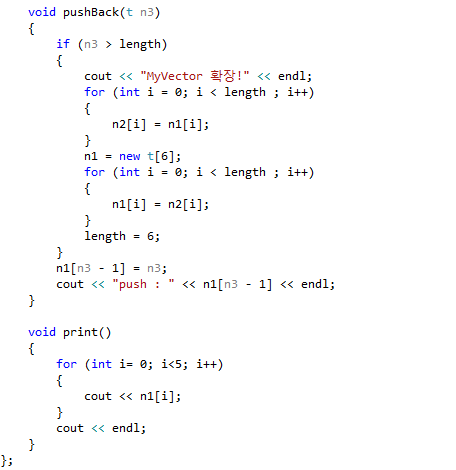 void pushBack(t n3)
{
    if (n3 > length)
    {
        cout << "MyVector 확장!" << endl;
        for (int i = 0; i < length ; i++)
        {
            n2[i] = n1[i];
        }
        n1 = new t[6];
        for (int i = 0; i < length ; i++)
        {
            n1[i] = n2[i];
        }
        length = 6;
    }
    n1[n3 - 1] = n3;
    cout << "push : " << n1[n3 - 1] << endl;
}

void print()
{
    for (int i= 0; i<5; i++)
    {
        cout << n1[i];
    }
    cout << endl;
}
};